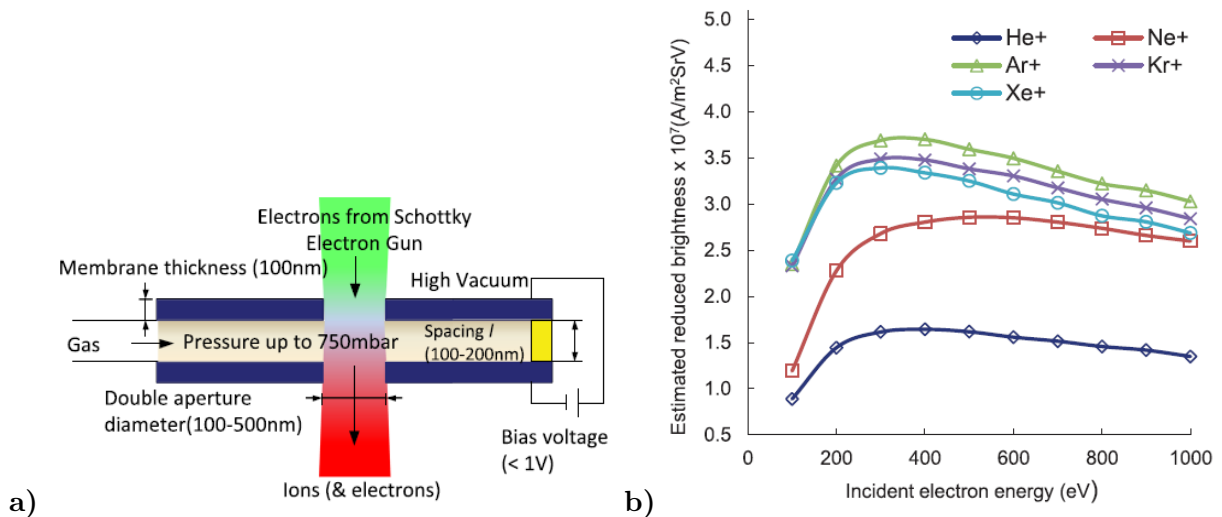 Electrons from Schottky
Electron Gun
Membrane thickness (100nm)
High Vacuum
Gas
Pressure up to 750mbar
Spacing l
(100-200nm)
Double aperture
diameter(100-500nm)
Bias voltage
(< 1V)
Ions (& electrons)
a)
Estimated reduced brightness x 10⁷(A/m²SrV)
5.0
4.5
4.0
3.5
3.0
2.5
2.0
1.5
1.0
0.5
He+
Ne+
Ar+
Kr+
Xe+
0
200
400
600
800
1000
Incident electron energy (eV)
b)